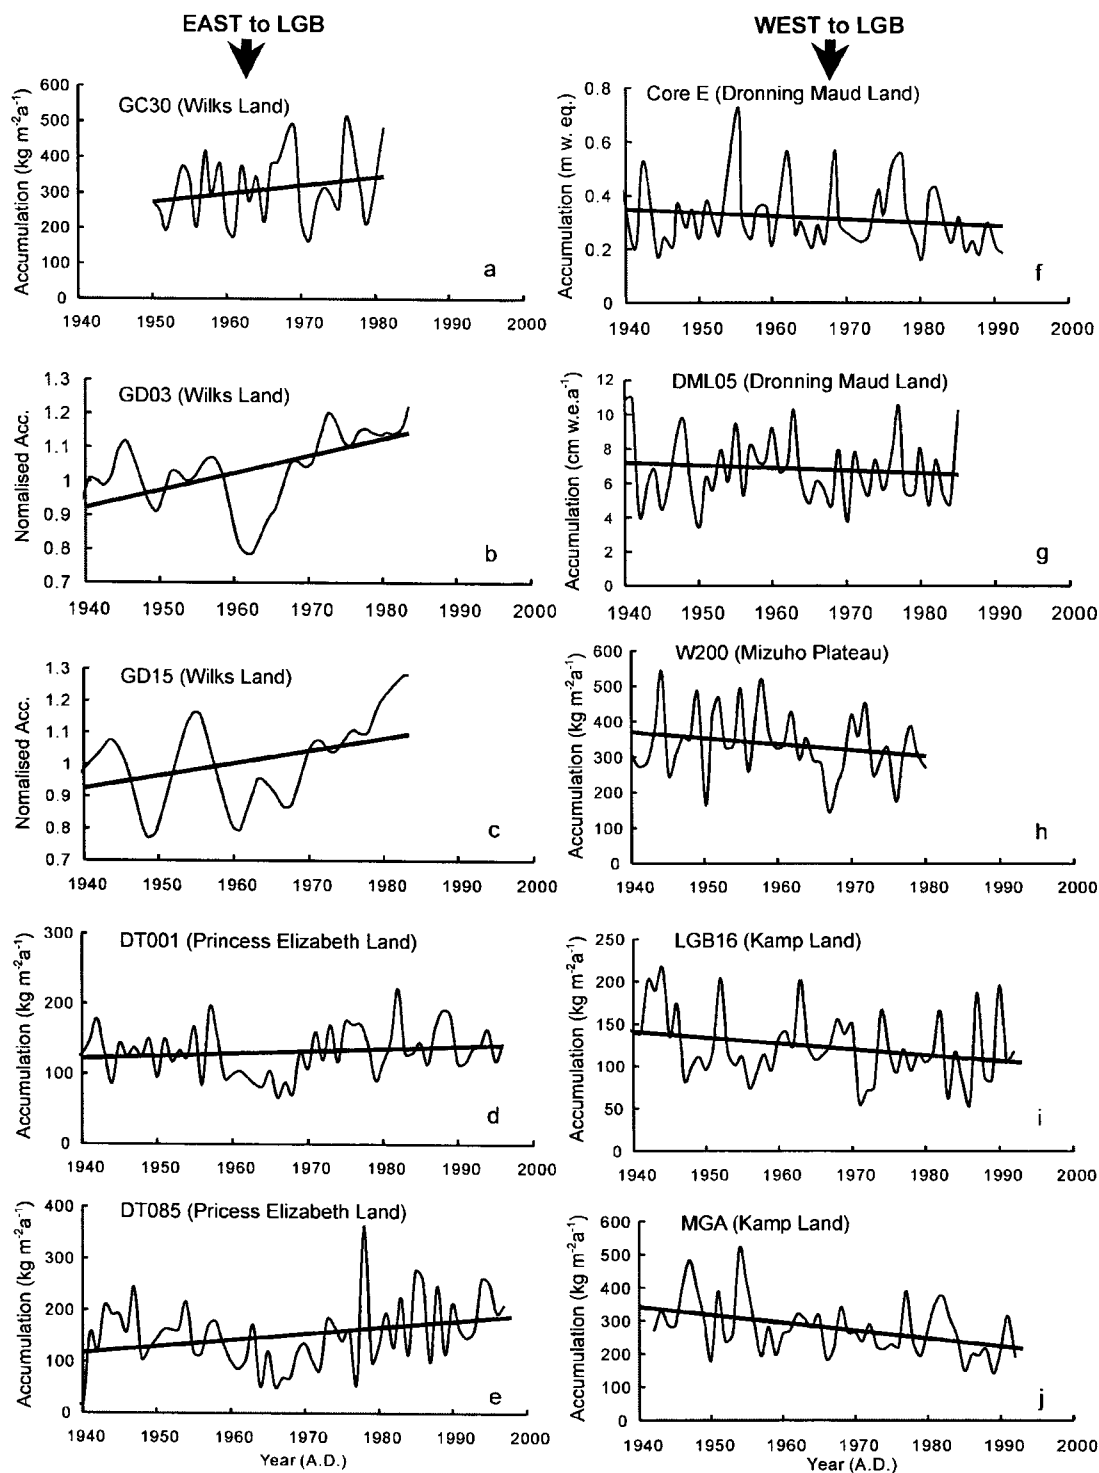 EAST to LGB
WEST to LGB
GC30 (Wilks Land)
Accumulation (kg m⁻²a⁻¹)
600
500
400
300
200
100
0
a
1940 1950 1960 1970 1980 1990 2000
GD03 (Wilks Land)
Nomalised Acc.
1.3
1.2
1.1
1
0.9
0.8
0.7
b
1940 1950 1960 1970 1980 1990 2000
GD15 (Wilks Land)
Nomalised Acc.
1.3
1.2
1.1
1
0.9
0.8
0.7
c
1940 1950 1960 1970 1980 1990 2000
DT001 (Princess Elizabeth Land)
Accumulation (kg m⁻²a⁻¹)
300
200
100
0
d
1940 1950 1960 1970 1980 1990 2000
DT085 (Pricess Elizabeth Land)
Accumulation (kg m⁻²a⁻¹)
400
300
200
100
0
e
1940 1950 1960 1970 1980 1990 2000
Year (A.D.)
Core E (Dronning Maud Land)
Accumulation (m w. eq.)
0.8
0.6
0.4
0.2
0
f
1940 1950 1960 1970 1980 1990 2000
DML05 (Dronning Maud Land)
Accumulation (cm w.e.a⁻¹)
12
10
8
6
4
2
0
g
1940 1950 1960 1970 1980 1990 2000
W200 (Mizuho Plateau)
Accumulation (kg m⁻²a⁻¹)
600
500
400
300
200
100
0
h
1940 1950 1960 1970 1980 1990 2000
LGB16 (Kamp Land)
Accumulation (kg m⁻²a⁻¹)
250
200
150
100
50
0
i
1940 1950 1960 1970 1980 1990 2000
MGA (Kamp Land)
Accumulation (kg m⁻²a⁻¹)
600
500
400
300
200
100
0
j
1940 1950 1960 1970 1980 1990 2000
Year (A.D.)